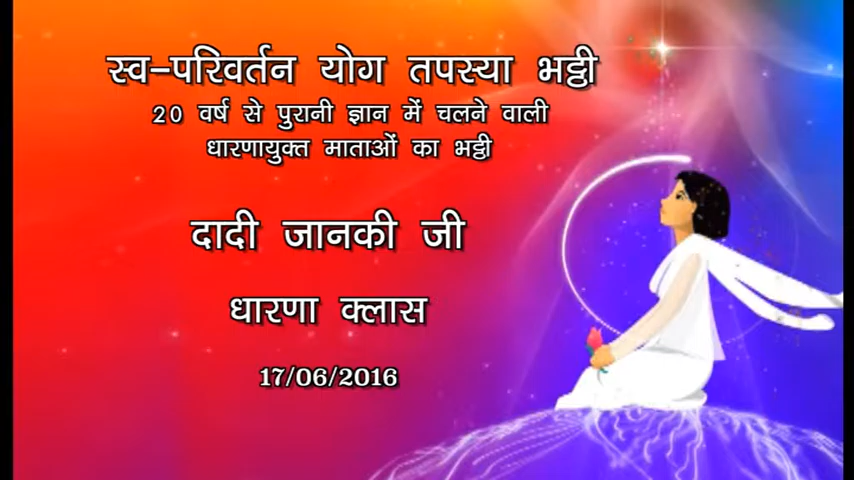 स्व-परिवर्तन योग तपस्या भट्ठी
20 वर्ष से पुरानी ज्ञान में चलने वाली
धारणायुक्त माताओं का भट्ठी
दादी जानकी जी
धारणा क्लास
17/06/2016